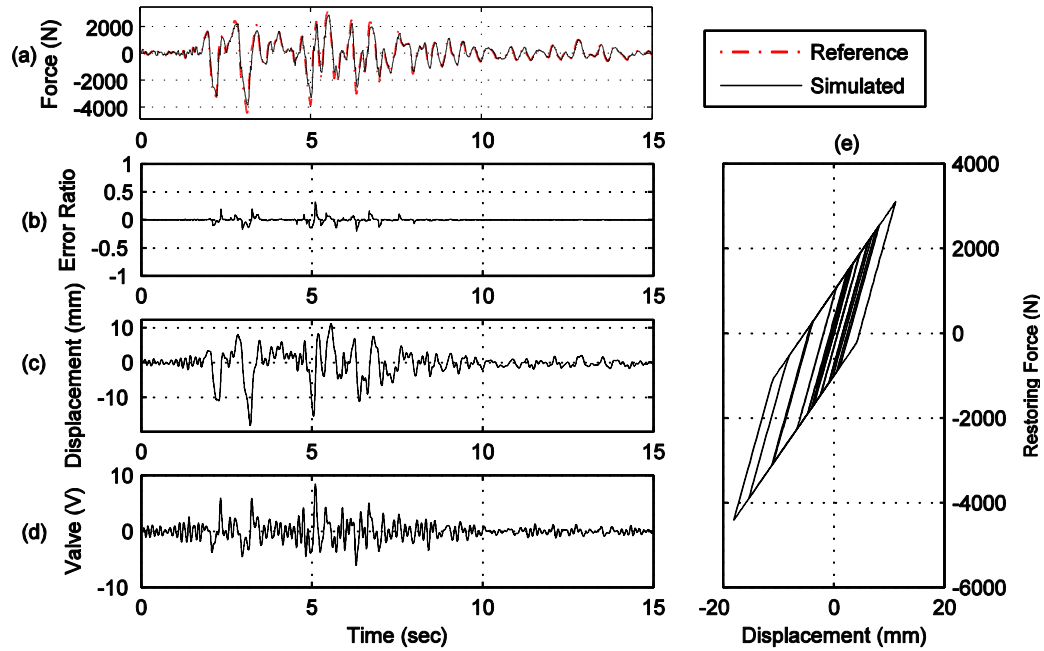 (a)
Force (N)
2000
0
-2000
-4000
0
5
10
15
Reference
Simulated
(b)
Error Ratio
1
0.5
0
-0.5
-1
0
5
10
15
(c)
Displacement (mm)
10
0
-10
0
5
10
15
(d)
Valve (V)
10
0
-10
0
5
10
15
Time (sec)
(e)
4000
2000
0
-2000
-4000
-6000
Restoring Force (N)
-20
0
20
Displacement (mm)